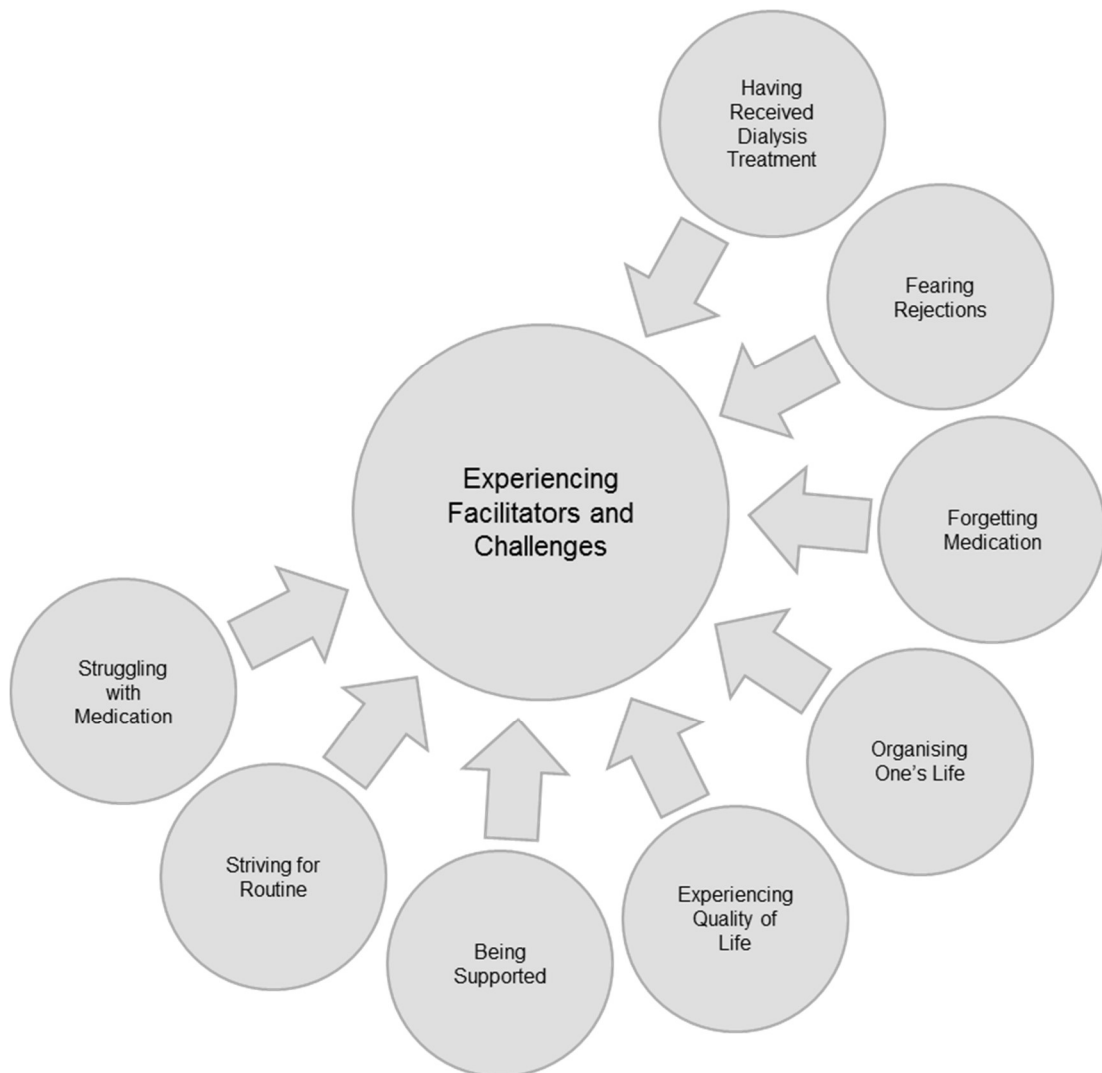 Having
Received
Dialysis
Treatment
Fearing
Rejections
Experiencing
Facilitators and
Challenges
Forgetting
Medication
Struggling
with
Medication
Organising
One's Life
Striving for
Routine
Experiencing
Quality of
Life
Being
Supported